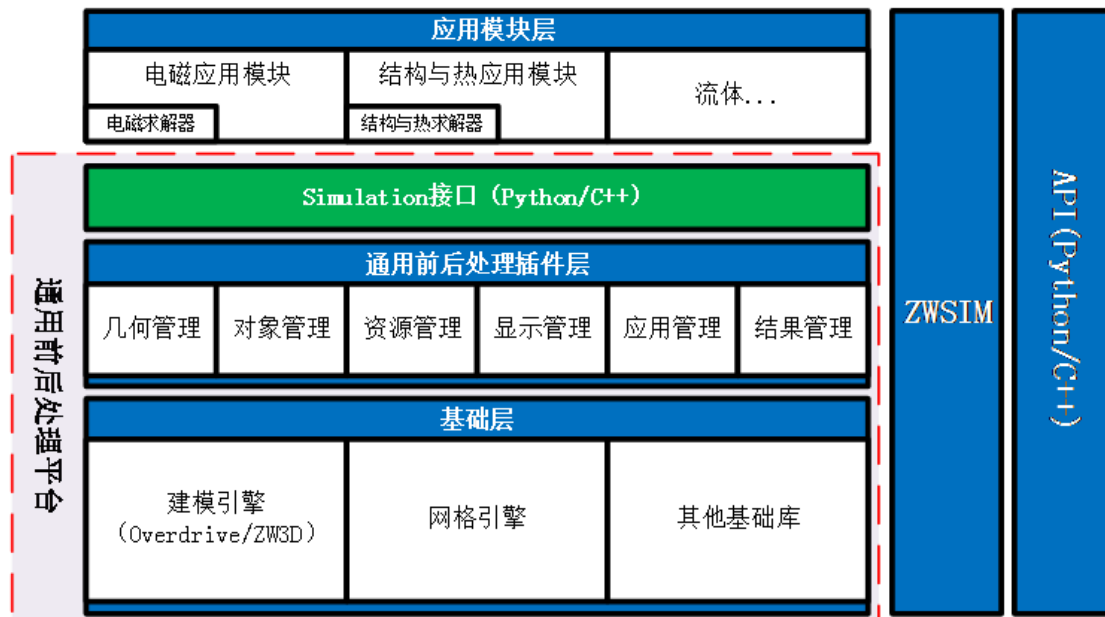 应用模块层
电磁应用模块
结构与热应用模块
流体...
电磁求解器
结构与热求解器
Simulation接口（Python/C++）
通用前后处理插件层
几何管理
对象管理
资源管理
显示管理
应用管理
结果管理
基础层
建模引擎
（Overdrive/ZW3D）
网格引擎
其他基础库
通用前后处理平台
ZWSIM
API(Python/C++)